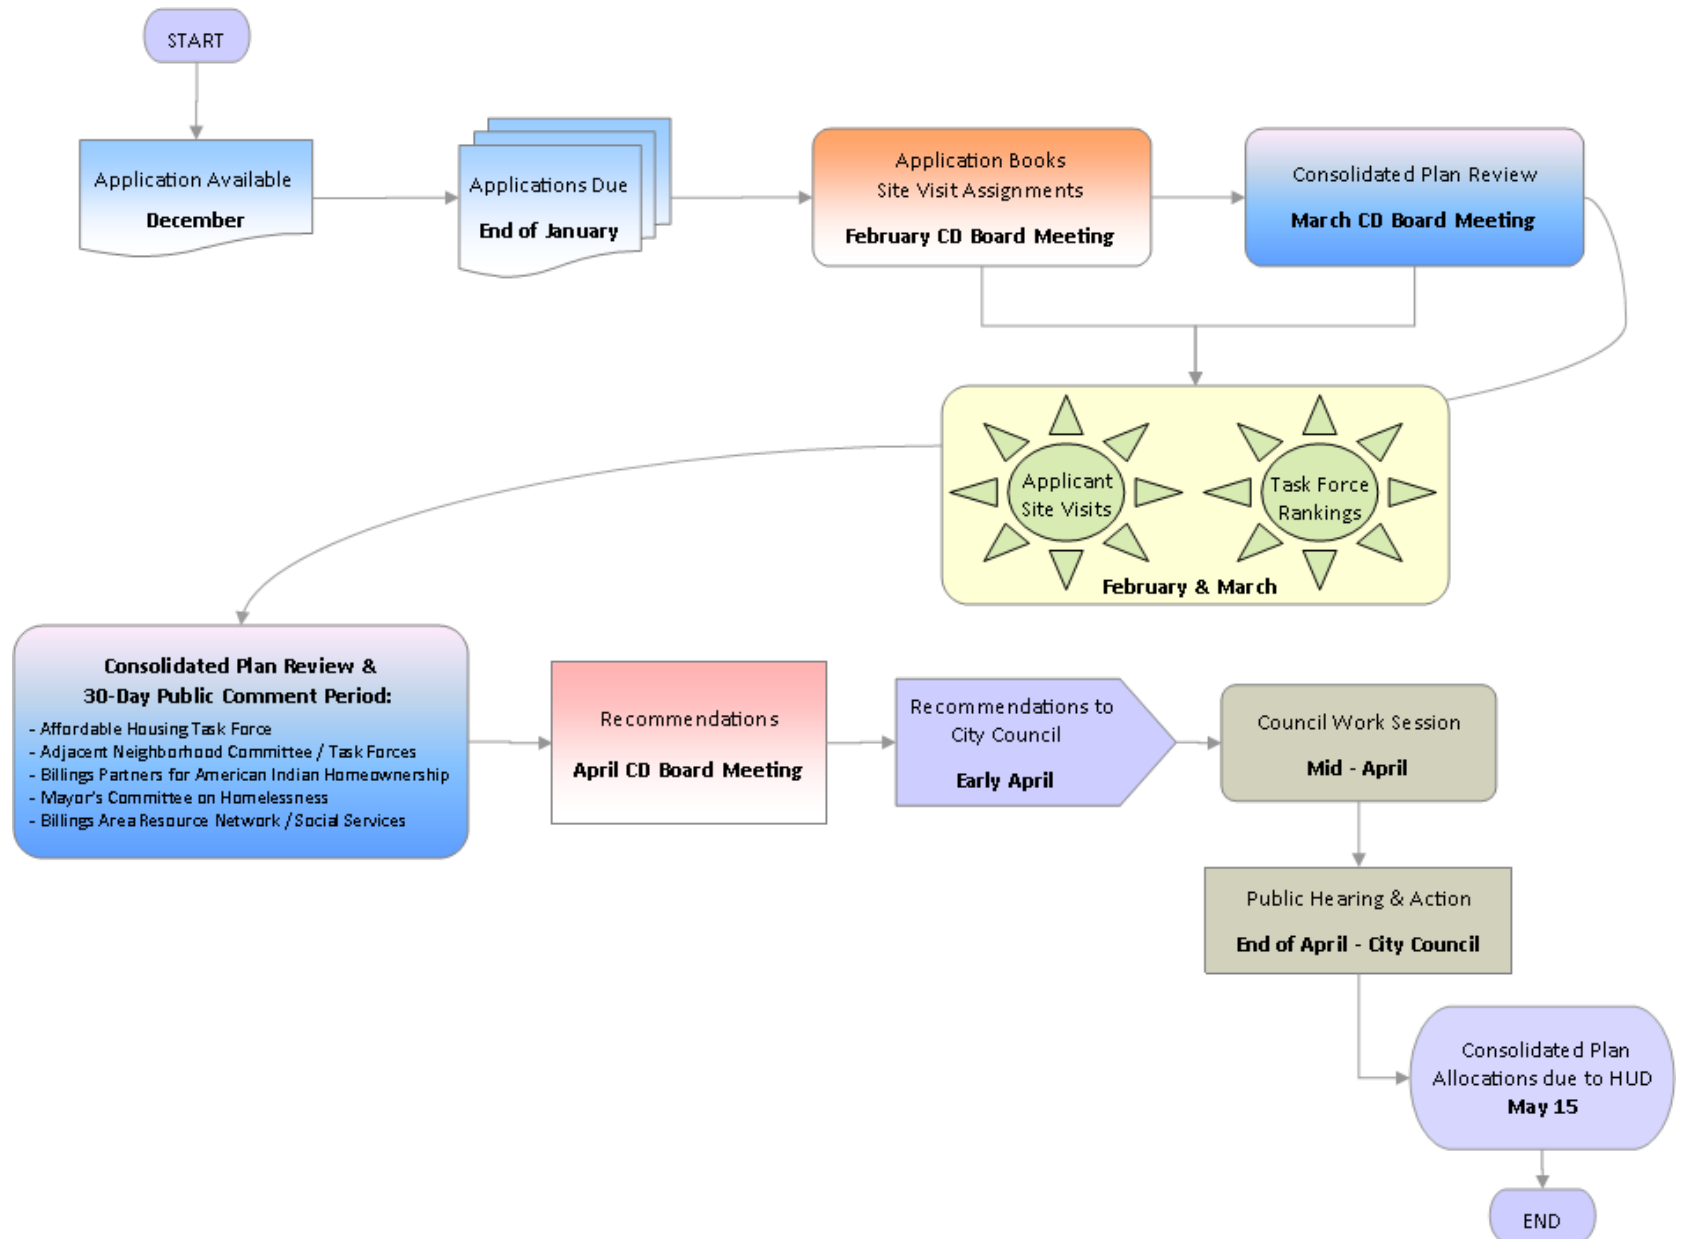 START
Application Available
December
Applications Due
End of January
Application Books
Site Visit Assignments
February CD Board Meeting
Consolidated Plan Review
March CD Board Meeting
Applicant
Site Visits
Task Force
Rankings
February & March
Consolidated Plan Review &
30-Day Public Comment Period:
- Affordable Housing Task Force
- Adjacent Neighborhood Committee / Task Forces
- Billings Partners for American Indian Homeownership
- Mayor's Committee on Homelessness
- Billings Area Resource Network / Social Services
Recommendations
April CD Board Meeting
Recommendations to
City Council
Early April
Council Work Session
Mid - April
Public Hearing & Action
End of April - City Council
Consolidated Plan
Allocations due to HUD
May 15
END